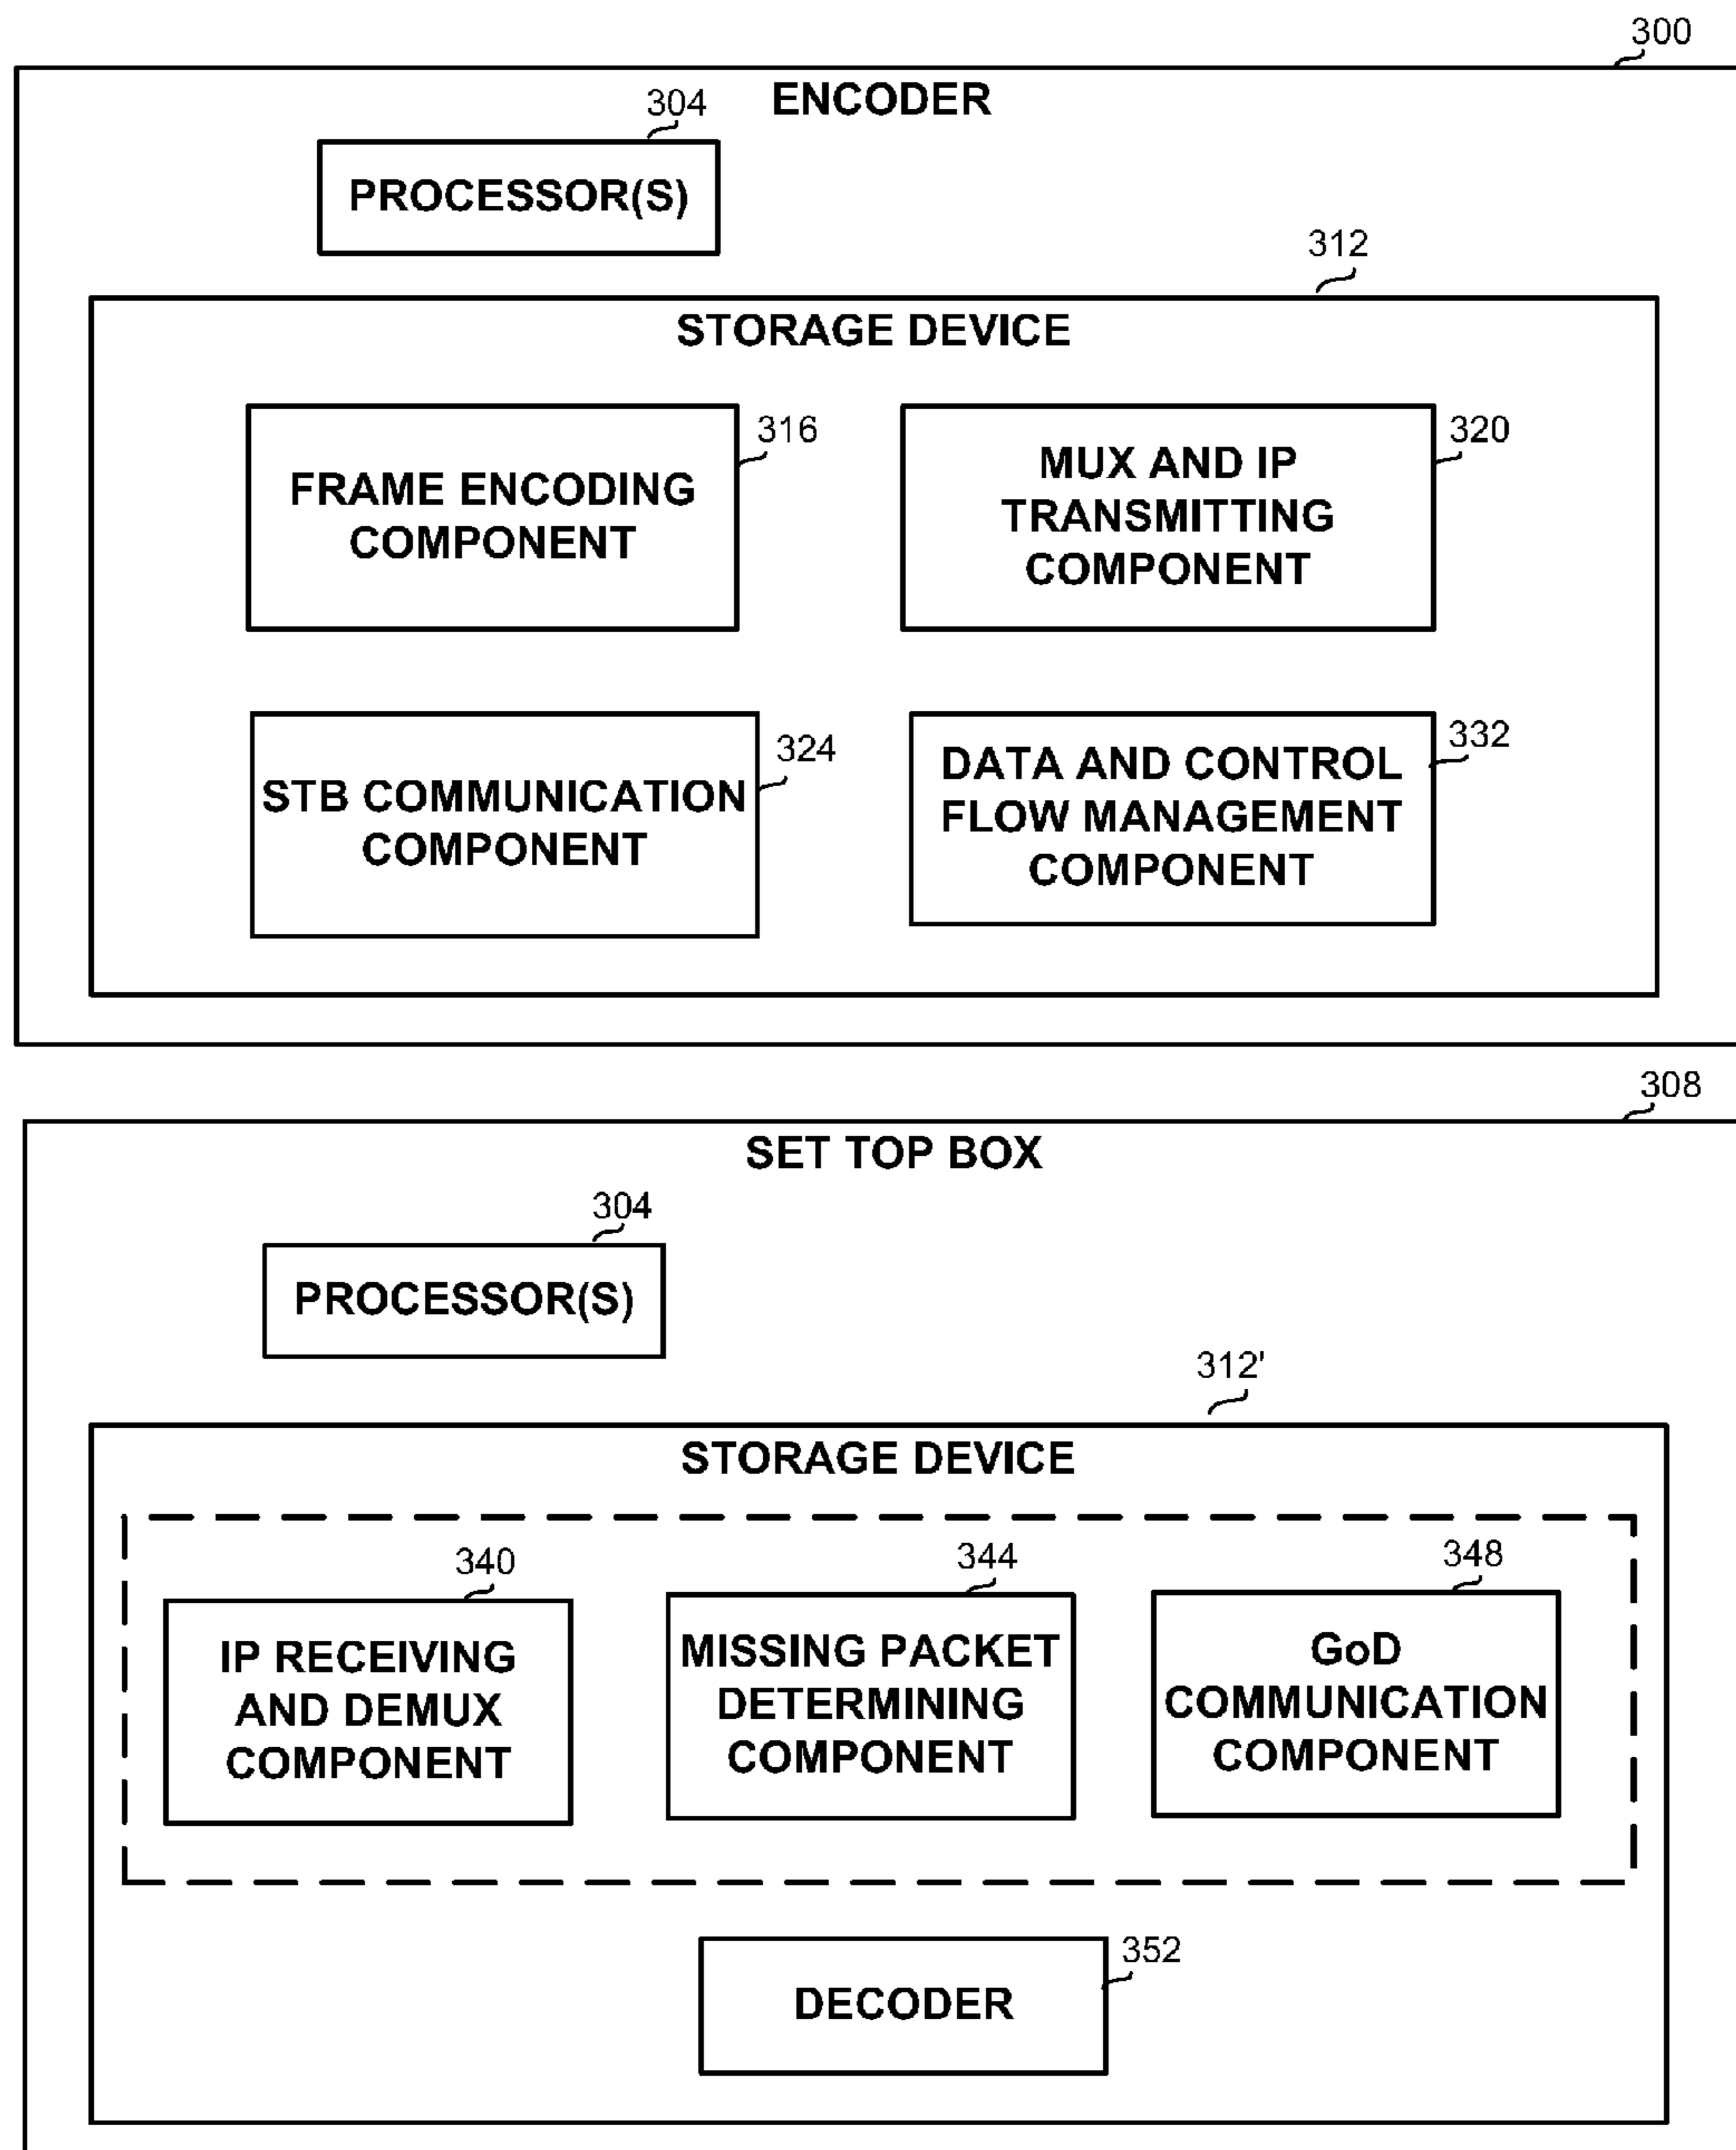 300
ENCODER
304
PROCESSOR(S)
312
STORAGE DEVICE
316
FRAME ENCODING
COMPONENT
320
MUX AND IP
TRANSMITTING
COMPONENT
324
STB COMMUNICATION
COMPONENT
332
DATA AND CONTROL
FLOW MANAGEMENT
COMPONENT
308
SET TOP BOX
304
PROCESSOR(S)
312'
STORAGE DEVICE
340
IP RECEIVING
AND DEMUX
COMPONENT
344
MISSING PACKET
DETERMINING
COMPONENT
348
GoD
COMMUNICATION
COMPONENT
352
DECODER